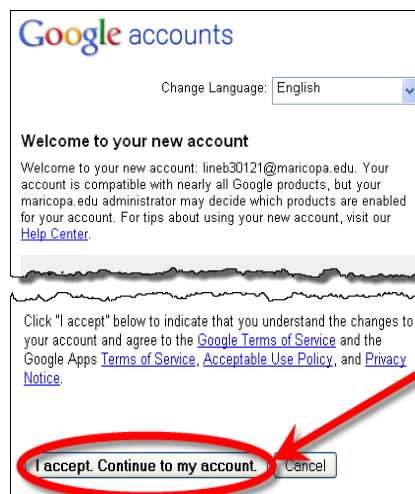 Google accounts
Change Language: English
Welcome to your new account
Welcome to your new account: lineb30121@maricopa.edu. Your
account is compatible with nearly all Google products, but your
maricopa.edu administrator may decide which products are enabled
for your account. For tips about using your new account, visit our
Help Center.
Click "I accept" below to indicate that you understand the changes to
your account and agree to the Google Terms of Service and the
Google Apps Terms of Service, Acceptable Use Policy, and Privacy
Notice.
I accept. Continue to my account. Cancel